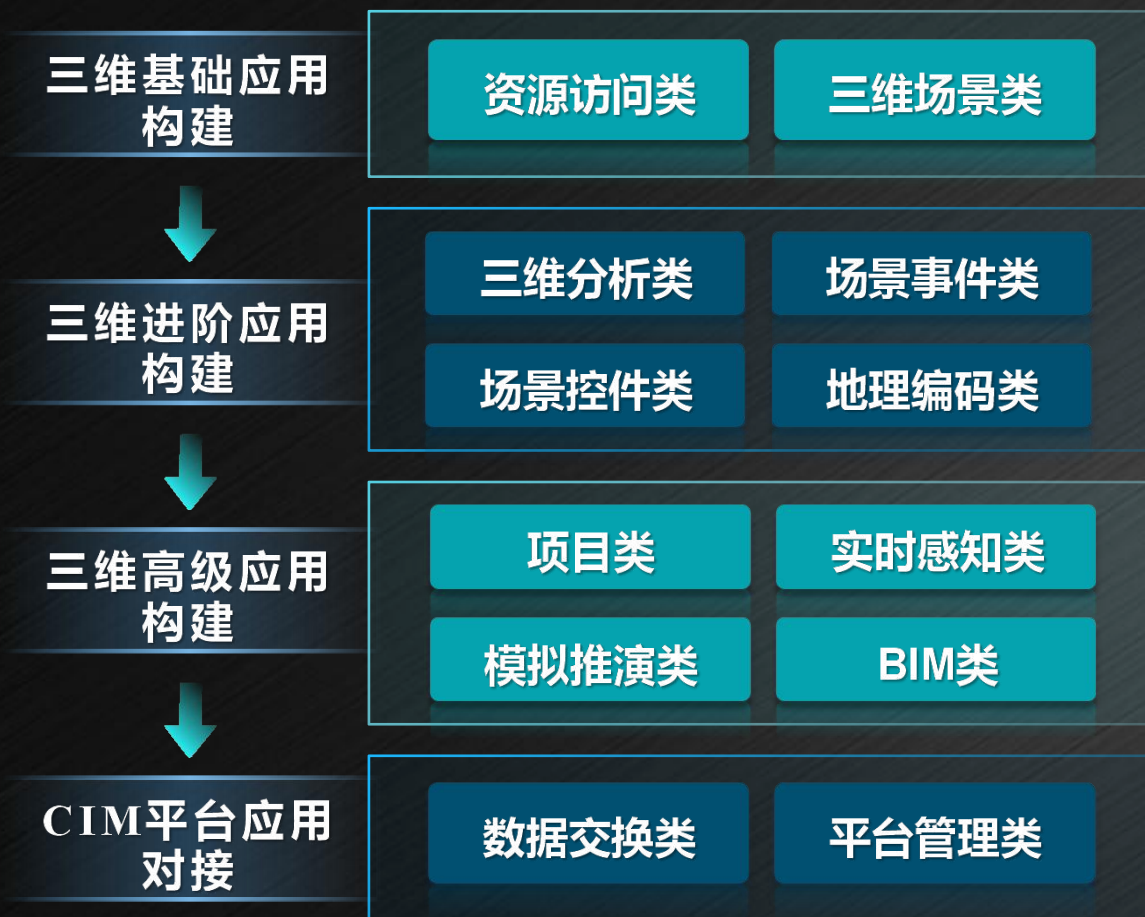 三维基础应用
构建
资源访问类
三维场景类
三维进阶应用
构建
三维分析类
场景事件类
场景控件类
地理编码类
三维高级应用
构建
项目类
实时感知类
模拟推演类
BIM类
CIM平台应用
对接
数据交换类
平台管理类